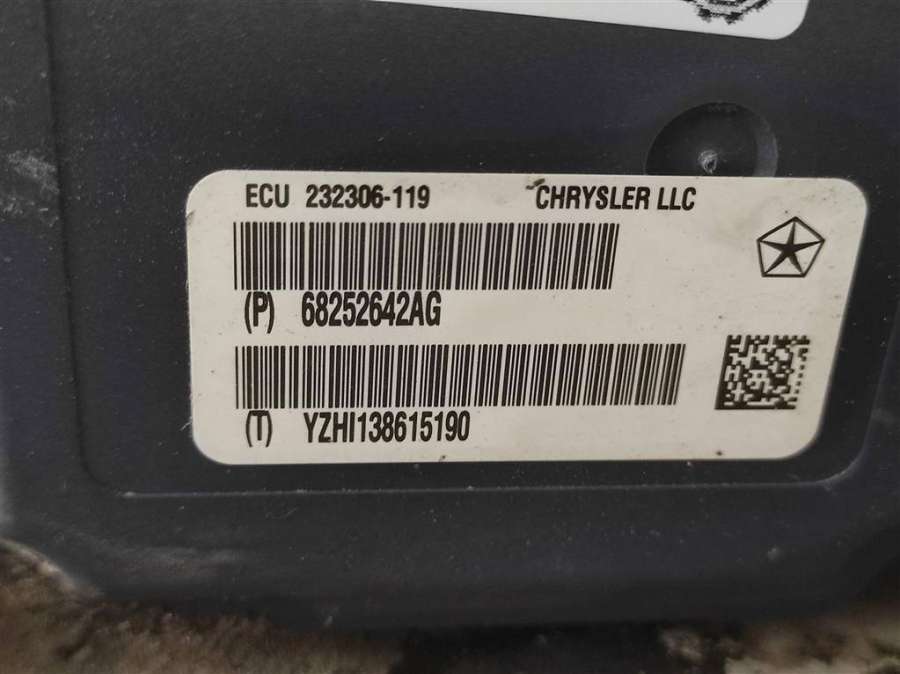 ECU 232306-119 CHRYSLER LLC
(P) 68252642AG
(T) YZHI138615190